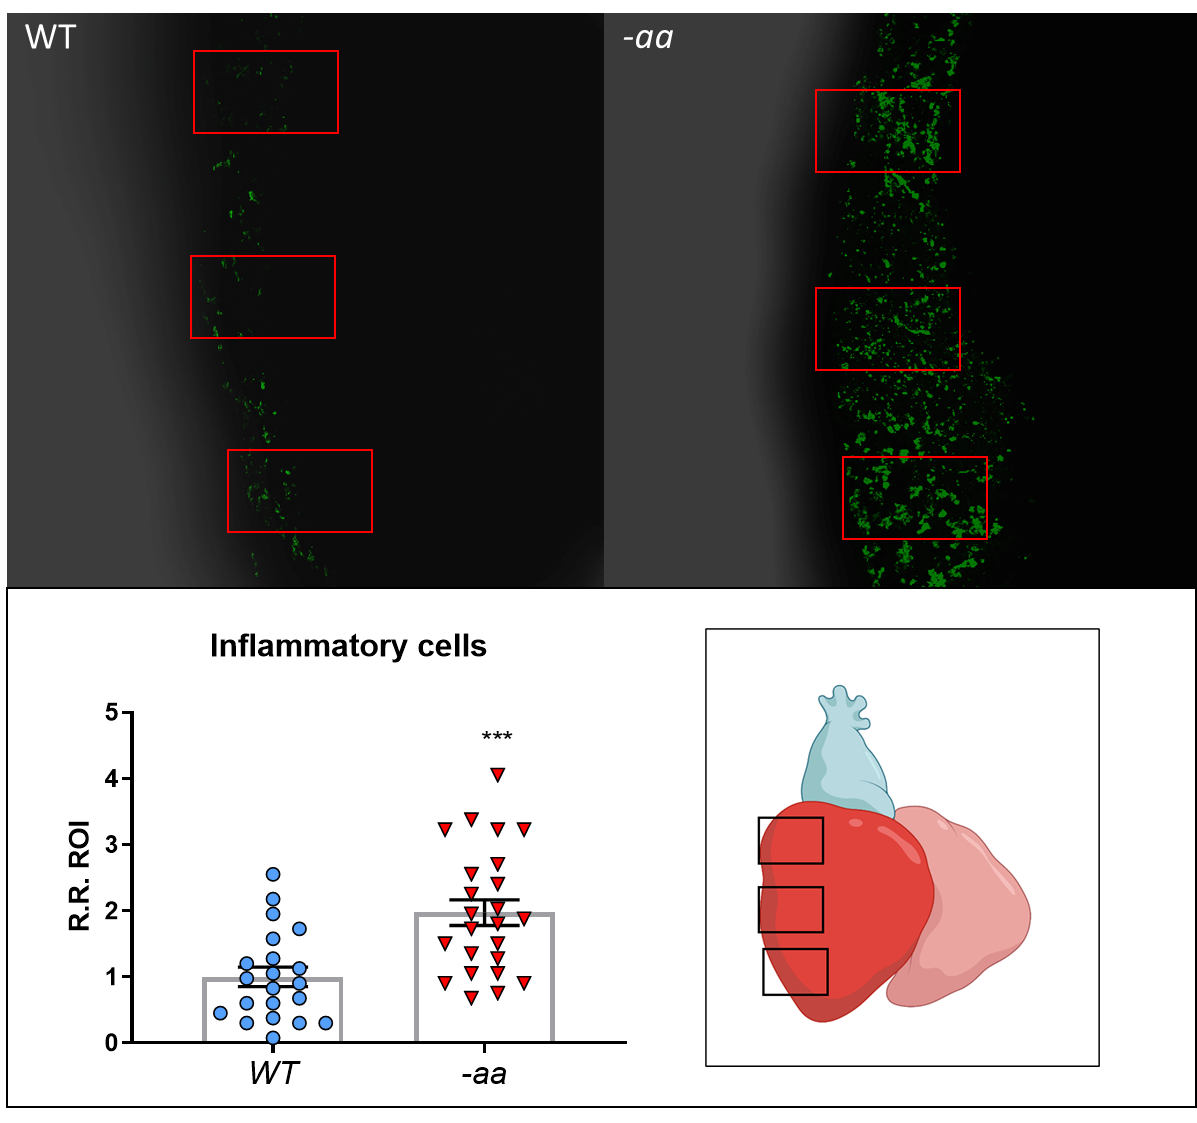 WT
-aa
Inflammatory cells
R.R. ROI
5
4
3
2
1
0
***
WT
-aa